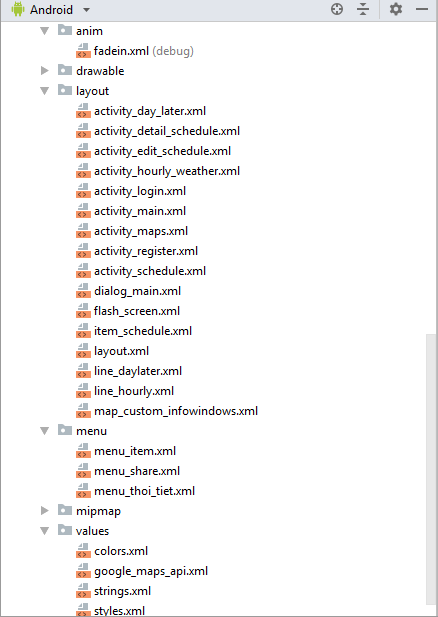 Android
anim
fadein.xml (debug)
drawable
layout
activity_day_later.xml
activity_detail_schedule.xml
activity_edit_schedule.xml
activity_hourly_weather.xml
activity_login.xml
activity_main.xml
activity_maps.xml
activity_register.xml
activity_schedule.xml
dialog_main.xml
flash_screen.xml
item_schedule.xml
layout.xml
line_daylater.xml
line_hourly.xml
map_custom_infowindows.xml
menu
menu_item.xml
menu_share.xml
menu_thoi_tiet.xml
mipmap
values
colors.xml
google_maps_api.xml
strings.xml
styles.xml